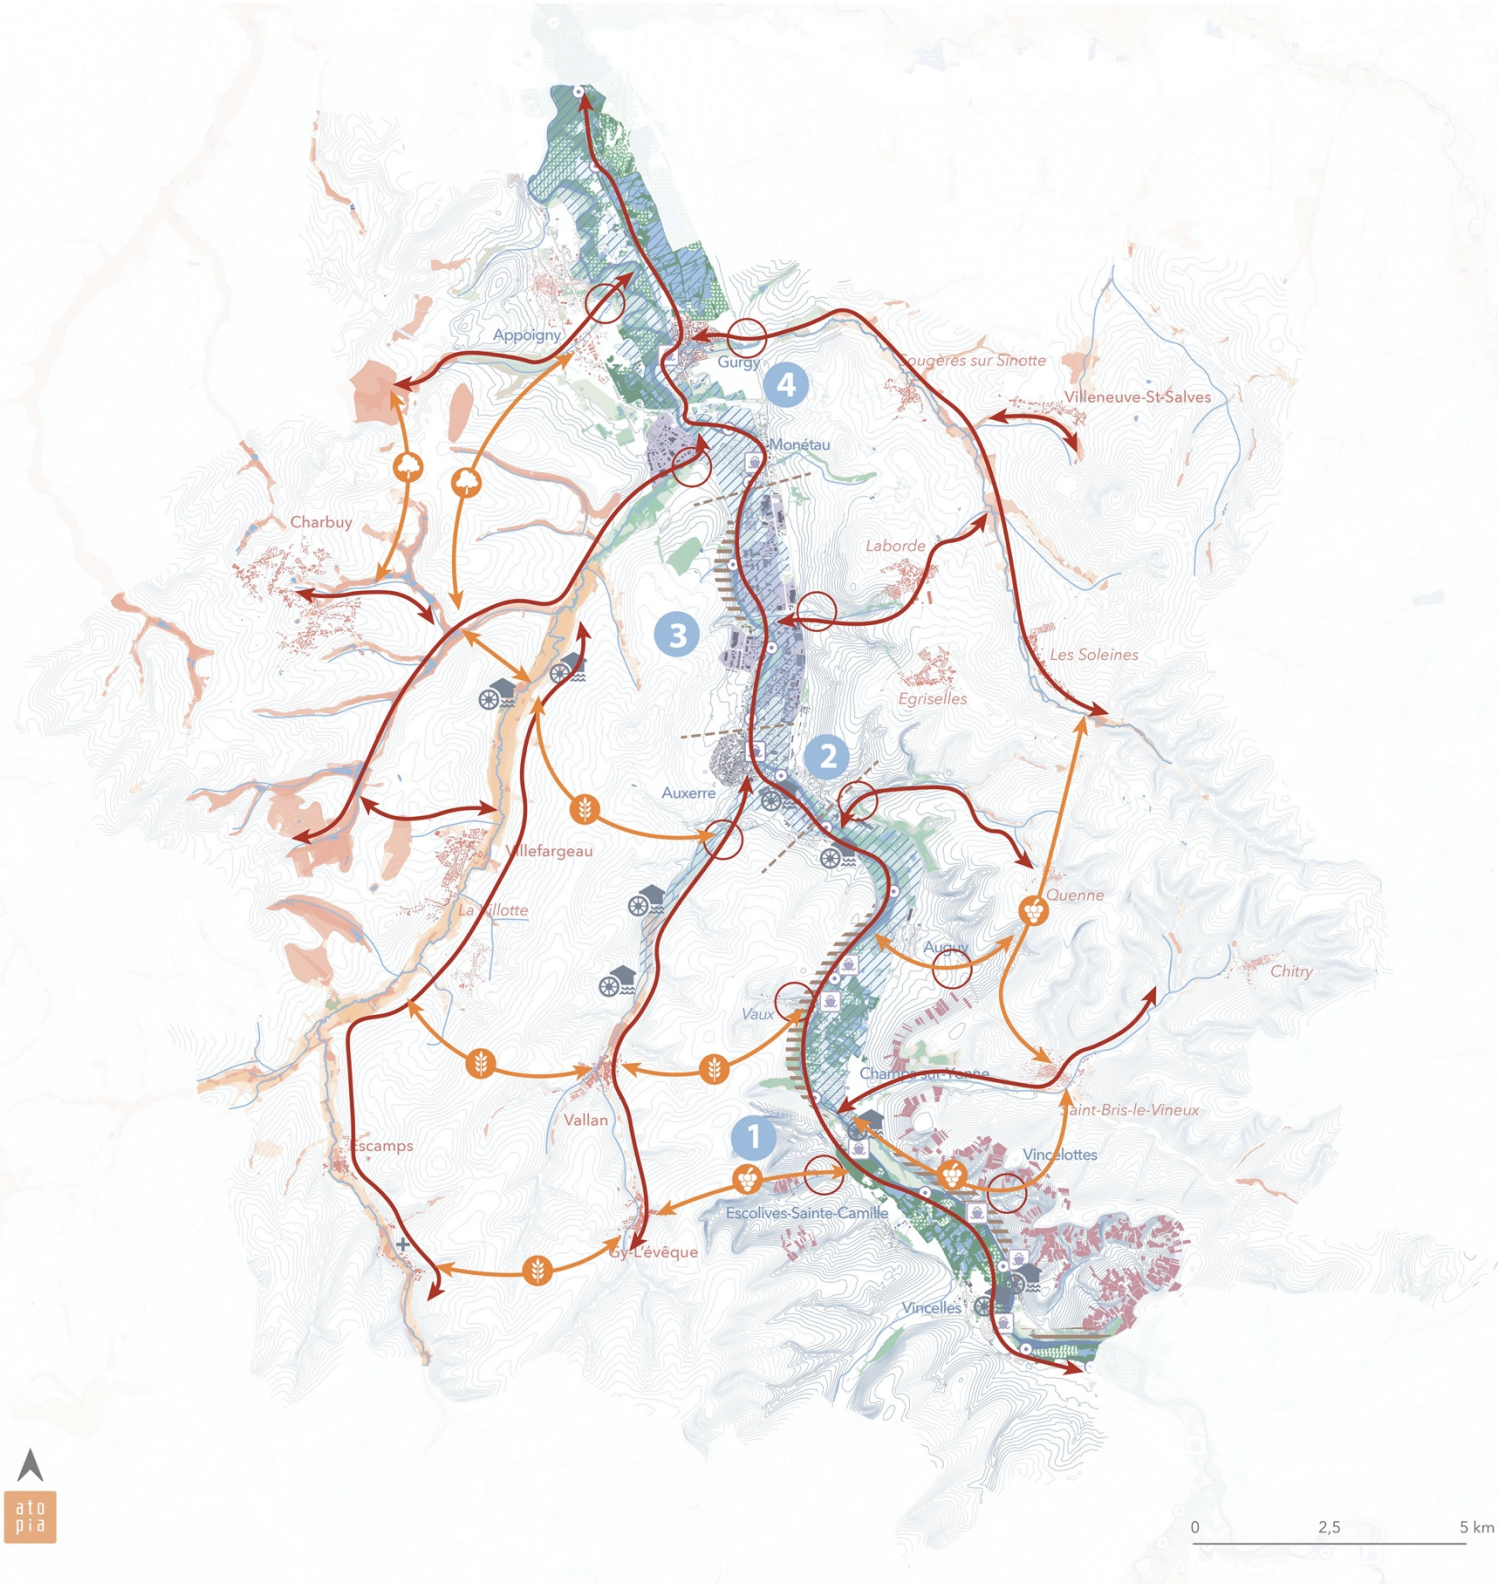 Appoigny
Gurgy
4
Fougères sur Sinotte
Villeneuve-St-Salves
Monétau
Charbuy
Laborde
3
Les Soleines
Egriselles
2
Auxerre
Villefargeau
Quenne
La Villotte
Auguy
Chitry
Vaux
Champs-sur-Yonne
Vallan
Saint-Bris-le-Vineux
1
Escamps
Vincelottes
Escolives-Sainte-Camille
Gy-L'évêque
Vincelles
ato
pia
0 2,5 5 km